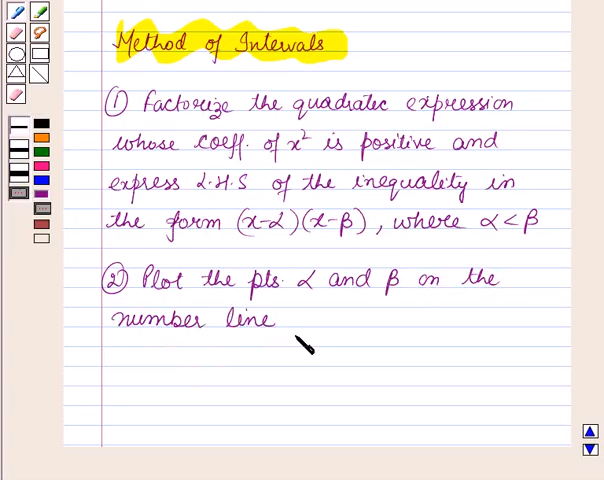 Method of Intervals
① Factorize the quadratic expression
whose coeff. of x² is positive and
express L.H.S of the inequality in
the form (x-α)(x-β), where α<β
② Plot the pts. α and β on the
number line